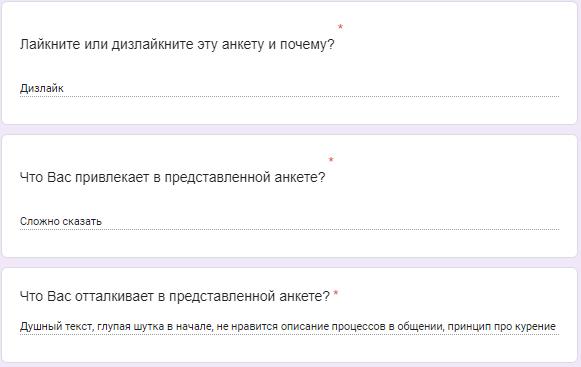 Лайкните или дизлайкните эту анкету и почему? *
Дизлайк
Что Вас привлекает в представленной анкете? *
Сложно сказать
Что Вас отталкивает в представленной анкете? *
Душный текст, глупая шутка в начале, не нравится описание процессов в общении, принцип про курение